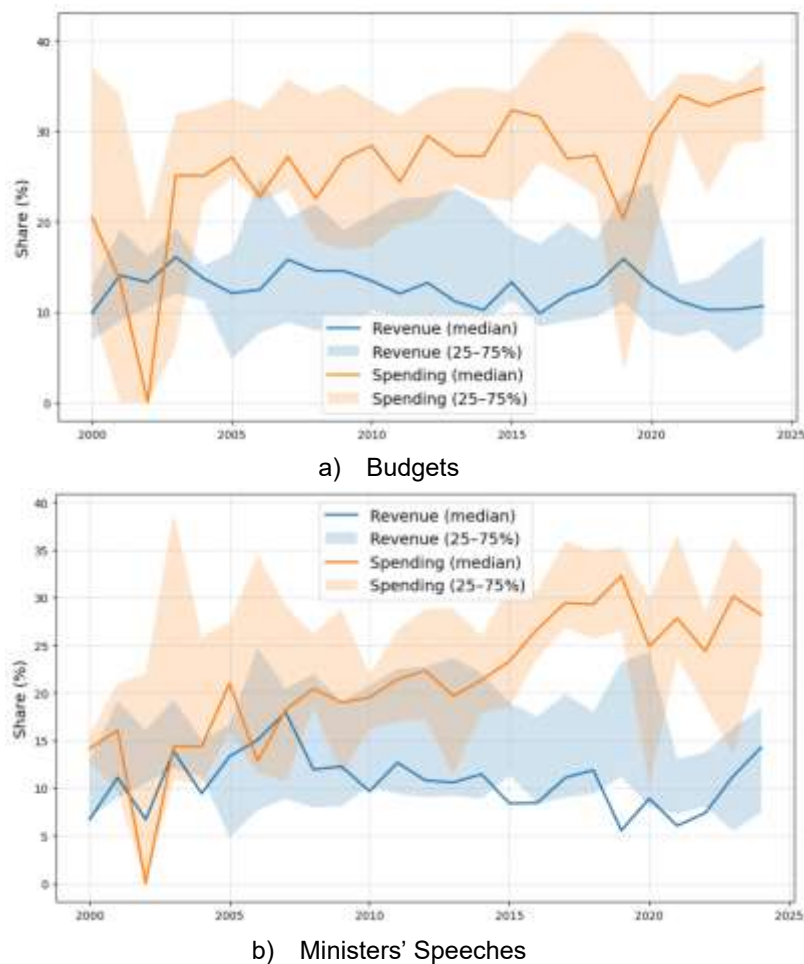 40
30
20
10
0
Share (%)
Revenue (median)
Revenue (25–75%)
Spending (median)
Spending (25–75%)
2000 2005 2010 2015 2020 2025
a) Budgets
40
35
30
25
20
15
10
5
0
Share (%)
Revenue (median)
Revenue (25–75%)
Spending (median)
Spending (25–75%)
2000 2005 2010 2015 2020 2025
b) Ministers’ Speeches